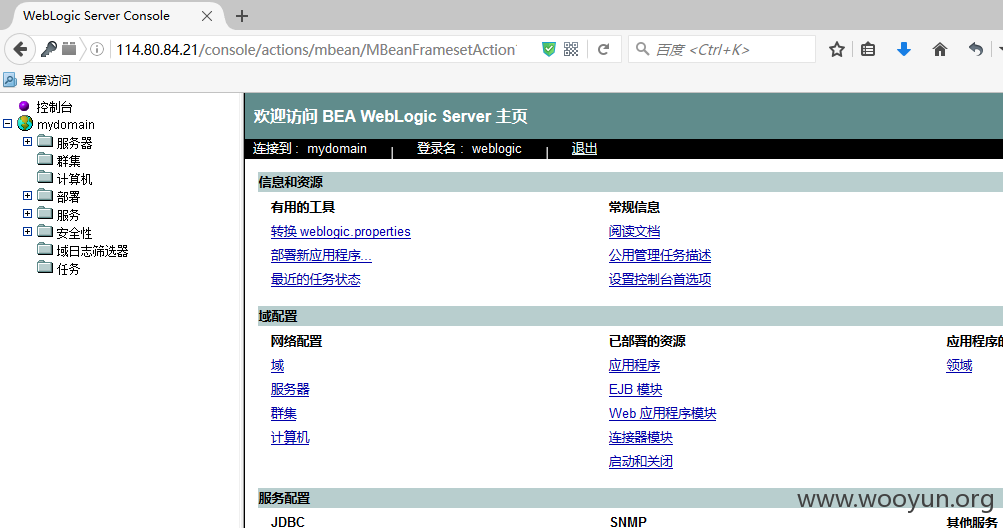 WebLogic Server Console
114.80.84.21/console/actions/mbean/MBeanFramesetAction
百度 <Ctrl+K>
最常访问
控制台
mydomain
服务器
群集
计算机
部署
服务
安全性
域日志筛选器
任务
欢迎访问 BEA WebLogic Server 主页
连接到 : mydomain | 登录名 : weblogic | 退出
信息和资源
有用的工具 常规信息
转换 weblogic.properties 阅读文档
部署新应用程序... 公用管理任务描述
最近的任务状态 设置控制台首选项
域配置
网络配置 已部署的资源 应用程序的
域 应用程序 领域
服务器 EJB 模块
群集 Web 应用程序模块
计算机 连接器模块
启动和关闭
服务配置
JDBC SNMP 其他服务
www.wooyun.org